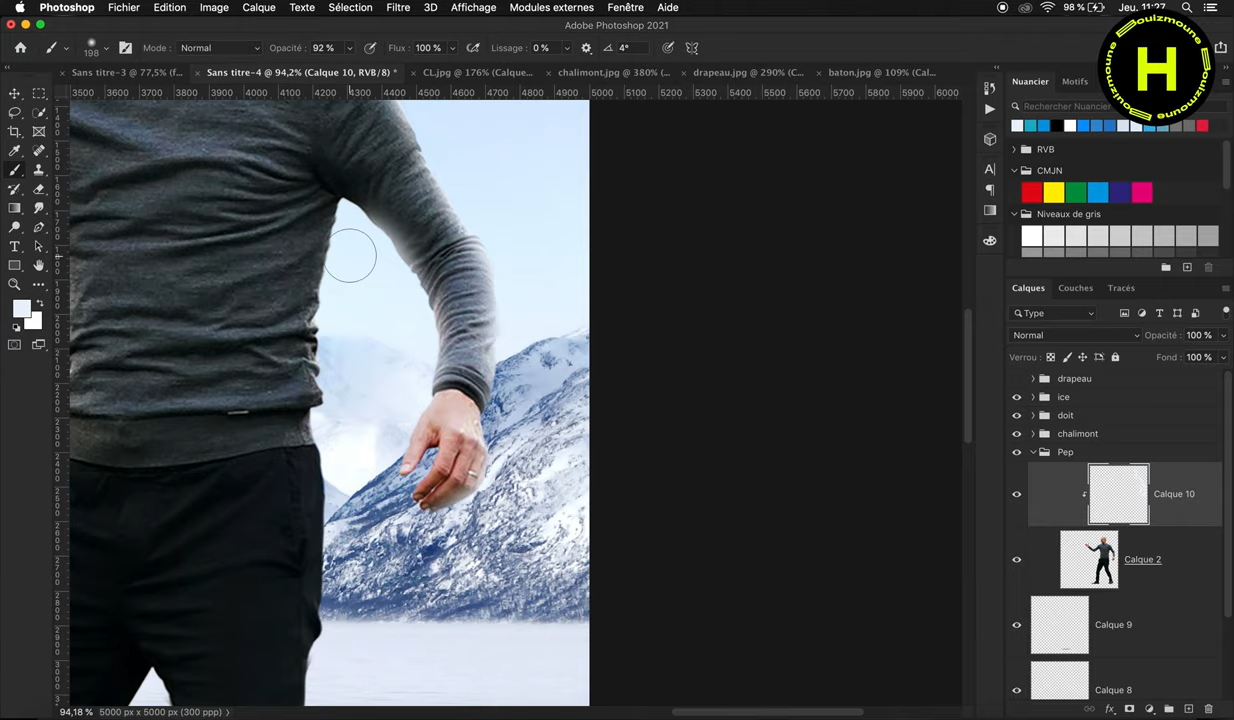 Photoshop Fichier Edition Image Calque Texte Sélection Filtre 3D Affichage Modules externes Fenêtre Aide 98 % Jeu. 11:27
Adobe Photoshop 2021
198 Mode : Normal Opacité : 92 % Flux : 100 % Lissage : 0 % 4°
Sans titre-3 @ 77,5% (f... Sans titre-4 @ 94,2% (Calque 10, RVB/8) * CL.jpg @ 176% (Calque... chalimont.jpg @ 380% (... drapeau.jpg @ 290% (C... baton.jpg @ 109% (Cal...
3500 3600 3700 3800 3900 4000 4100 4200 4300 4400 4500 4600 4700 4800 4900 5000 5100 5200 5300 5400 5500 5600 5700 5800 5900 6000
Houizmoune
H
Nuancier Motifs
Rechercher Nuancier
RVB
CMJN
Niveaux de gris
Calques Couches Tracés
Type
Normal Opacité : 100 %
Verrou : Fond : 100 %
drapeau
ice
doit
chalimont
Pep
Calque 10
Calque 2
Calque 9
Calque 8
94,18 % 5000 px x 5000 px (300 ppp)